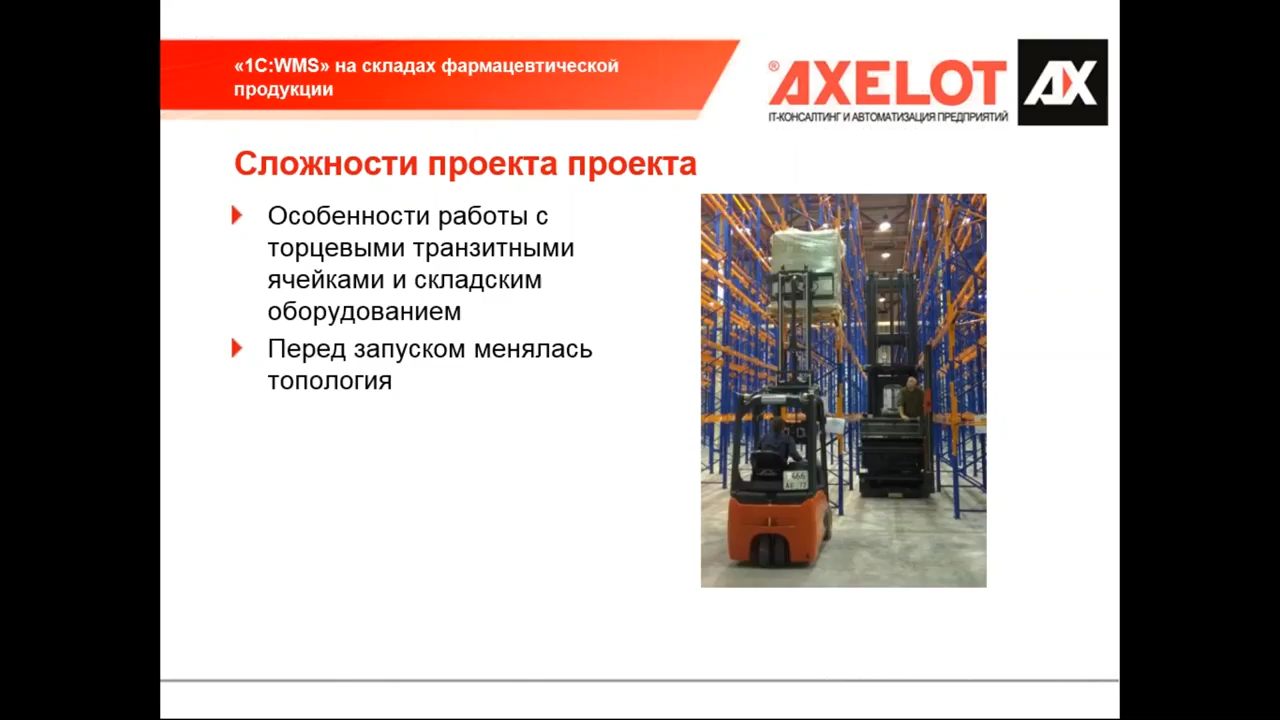 «1С:WMS» на складах фармацевтической
продукции
®AXELOT AX
IT-КОНСАЛТИНГ И АВТОМАТИЗАЦИЯ ПРЕДПРИЯТИЙ
Сложности проекта проекта
Особенности работы с
торцевыми транзитными
ячейками и складским
оборудованием
Перед запуском менялась
топология